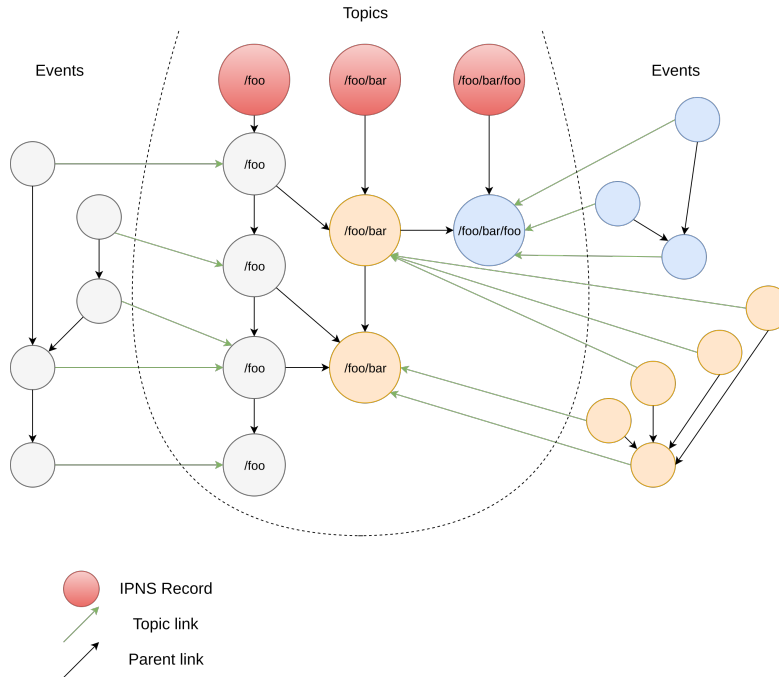 Topics
Events
Events
/foo
/foo/bar
/foo/bar/foo
/foo
/foo/bar
/foo/bar/foo
/foo
/foo
/foo/bar
/foo
IPNS Record
Topic link
Parent link